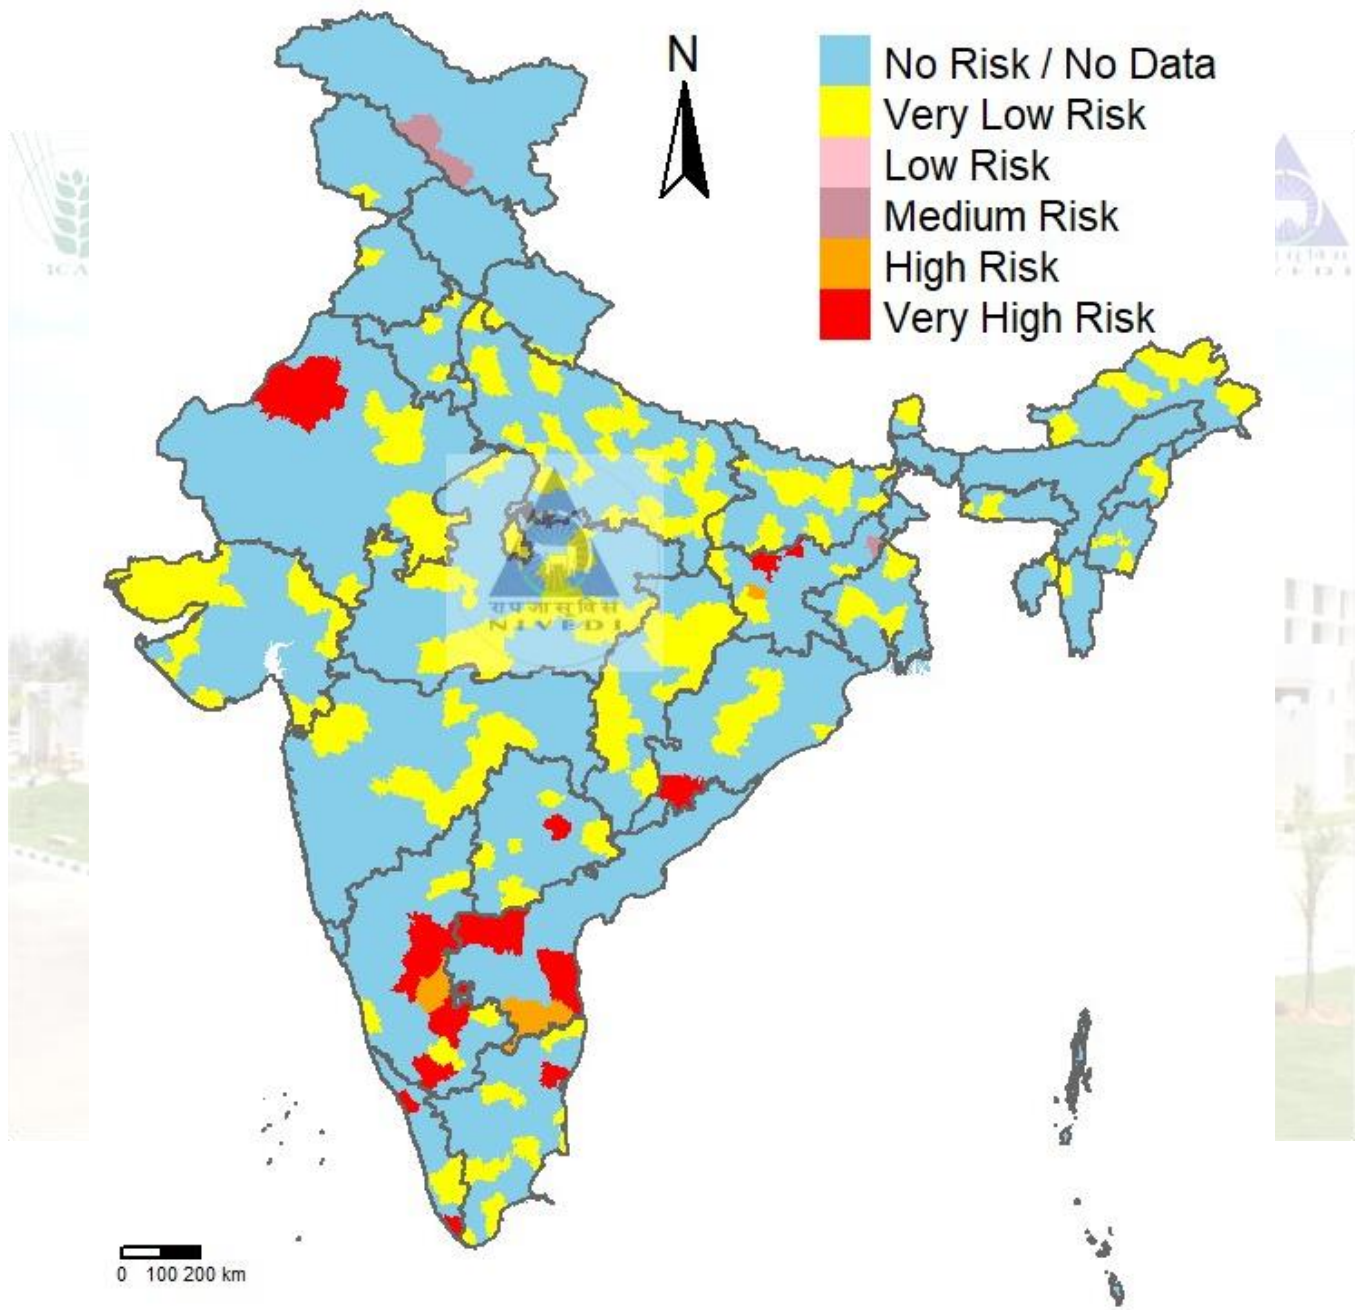 N
No Risk / No Data
Very Low Risk
Low Risk
Medium Risk
High Risk
Very High Risk
राप जा सू वि सं
NIVEDI
0 100 200 km